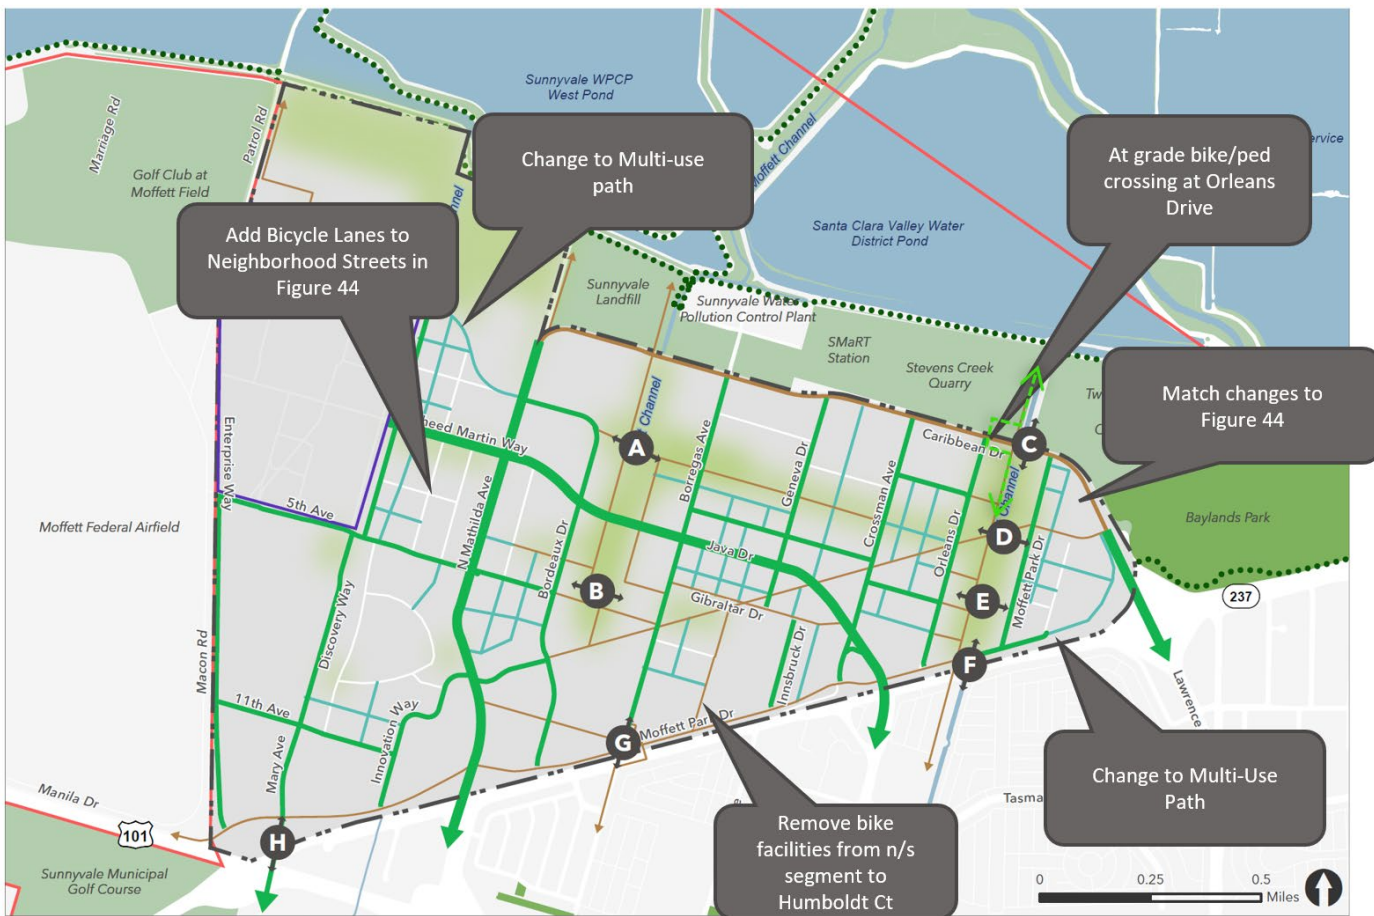 Sunnyvale WPCP
West Pond
Marriage Rd
Patrol Rd
Golf Club at
Moffett Field
Change to Multi-use
path
Moffett Channel
At grade bike/ped
crossing at Orleans
Drive
ervice
Santa Clara Valley Water
District Pond
Add Bicycle Lanes to
Neighborhood Streets in
Figure 44
Sunnyvale
Landfill
Sunnyvale Water
Pollution Control Plant
SMaRT
Station
Stevens Creek
Quarry
Match changes to
Figure 44
Caribbean Dr
heed Martin Way
Channel
Borregas Ave
Geneva Dr
Crossman Ave
Orleans Dr
Channel
Moffett Park Dr
A
C
D
B
E
F
G
H
Enterprise Way
5th Ave
N Mathilda Ave
Bordeaux Dr
Java Dr
Gibraltar Dr
Innsbruck Dr
Moffett Federal Airfield
Baylands Park
237
Discovery Way
Macon Rd
11th Ave
Mary Ave
Innovation Way
Moffett Park Dr
Lawrence
Manila Dr
101
Change to Multi-Use
Path
Tasma
Remove bike
facilities from n/s
segment to
Humboldt Ct
Sunnyvale Municipal
Golf Course
0 0.25 0.5
Miles